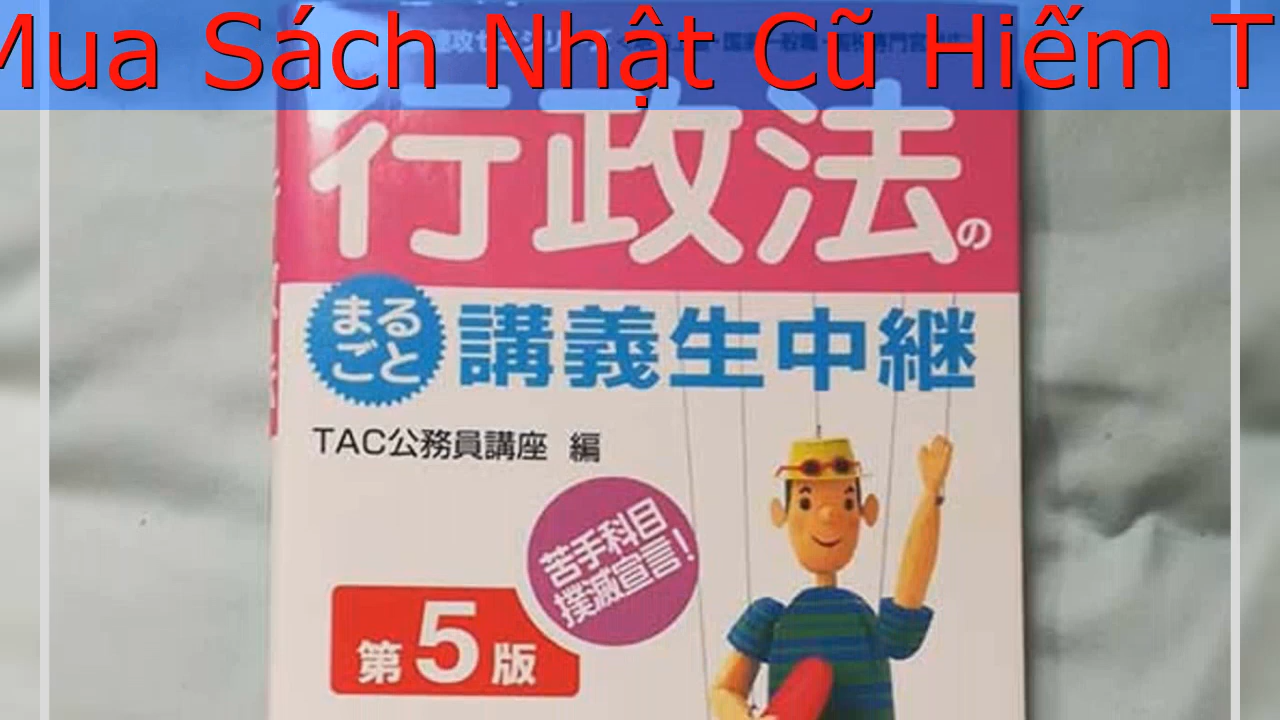 Mua Sách Nhật Cũ Hiếm T
行政法の
まるごと
講義生中継
TAC公務員講座 編
苦手科目
撲滅宣言!
第5版